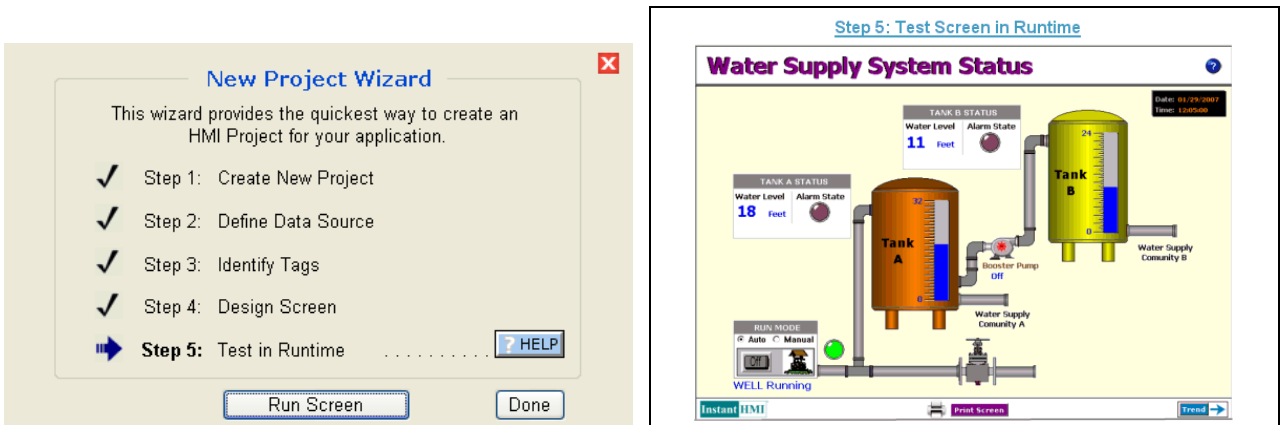 New Project Wizard
This wizard provides the quickest way to create an
HMI Project for your application.
Step 1: Create New Project
Step 2: Define Data Source
Step 3: Identify Tags
Step 4: Design Screen
Step 5: Test in Runtime . . . . . . . . . . ? HELP
Run Screen
Done
Step 5: Test Screen in Runtime
Water Supply System Status
?
Date: 01/29/2007
Time: 12:05:00
TANK B STATUS
Water Level Alarm State
11 Feet
24
Tank
B
0
Water Supply
Comunity B
TANK A STATUS
Water Level Alarm State
18 Feet
32
Tank
A
0
Booster Pump
Off
Water Supply
Comunity A
RUN MODE
Auto Manual
Off
WELL Running
Instant HMI
Print Screen
Trend